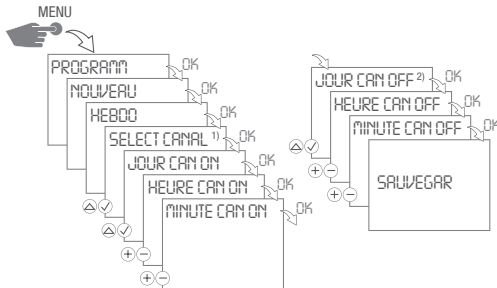 MENU
PROGRAMM
OK
NOUVEAU
OK
HEBDO
OK
SELECT CANAL 1)
OK
JOUR CAN ON
OK
HEURE CAN ON
OK
MINUTE CAN ON
OK
JOUR CAN OFF 2)
OK
HEURE CAN OFF
OK
MINUTE CAN OFF
OK
SAUVEGAR